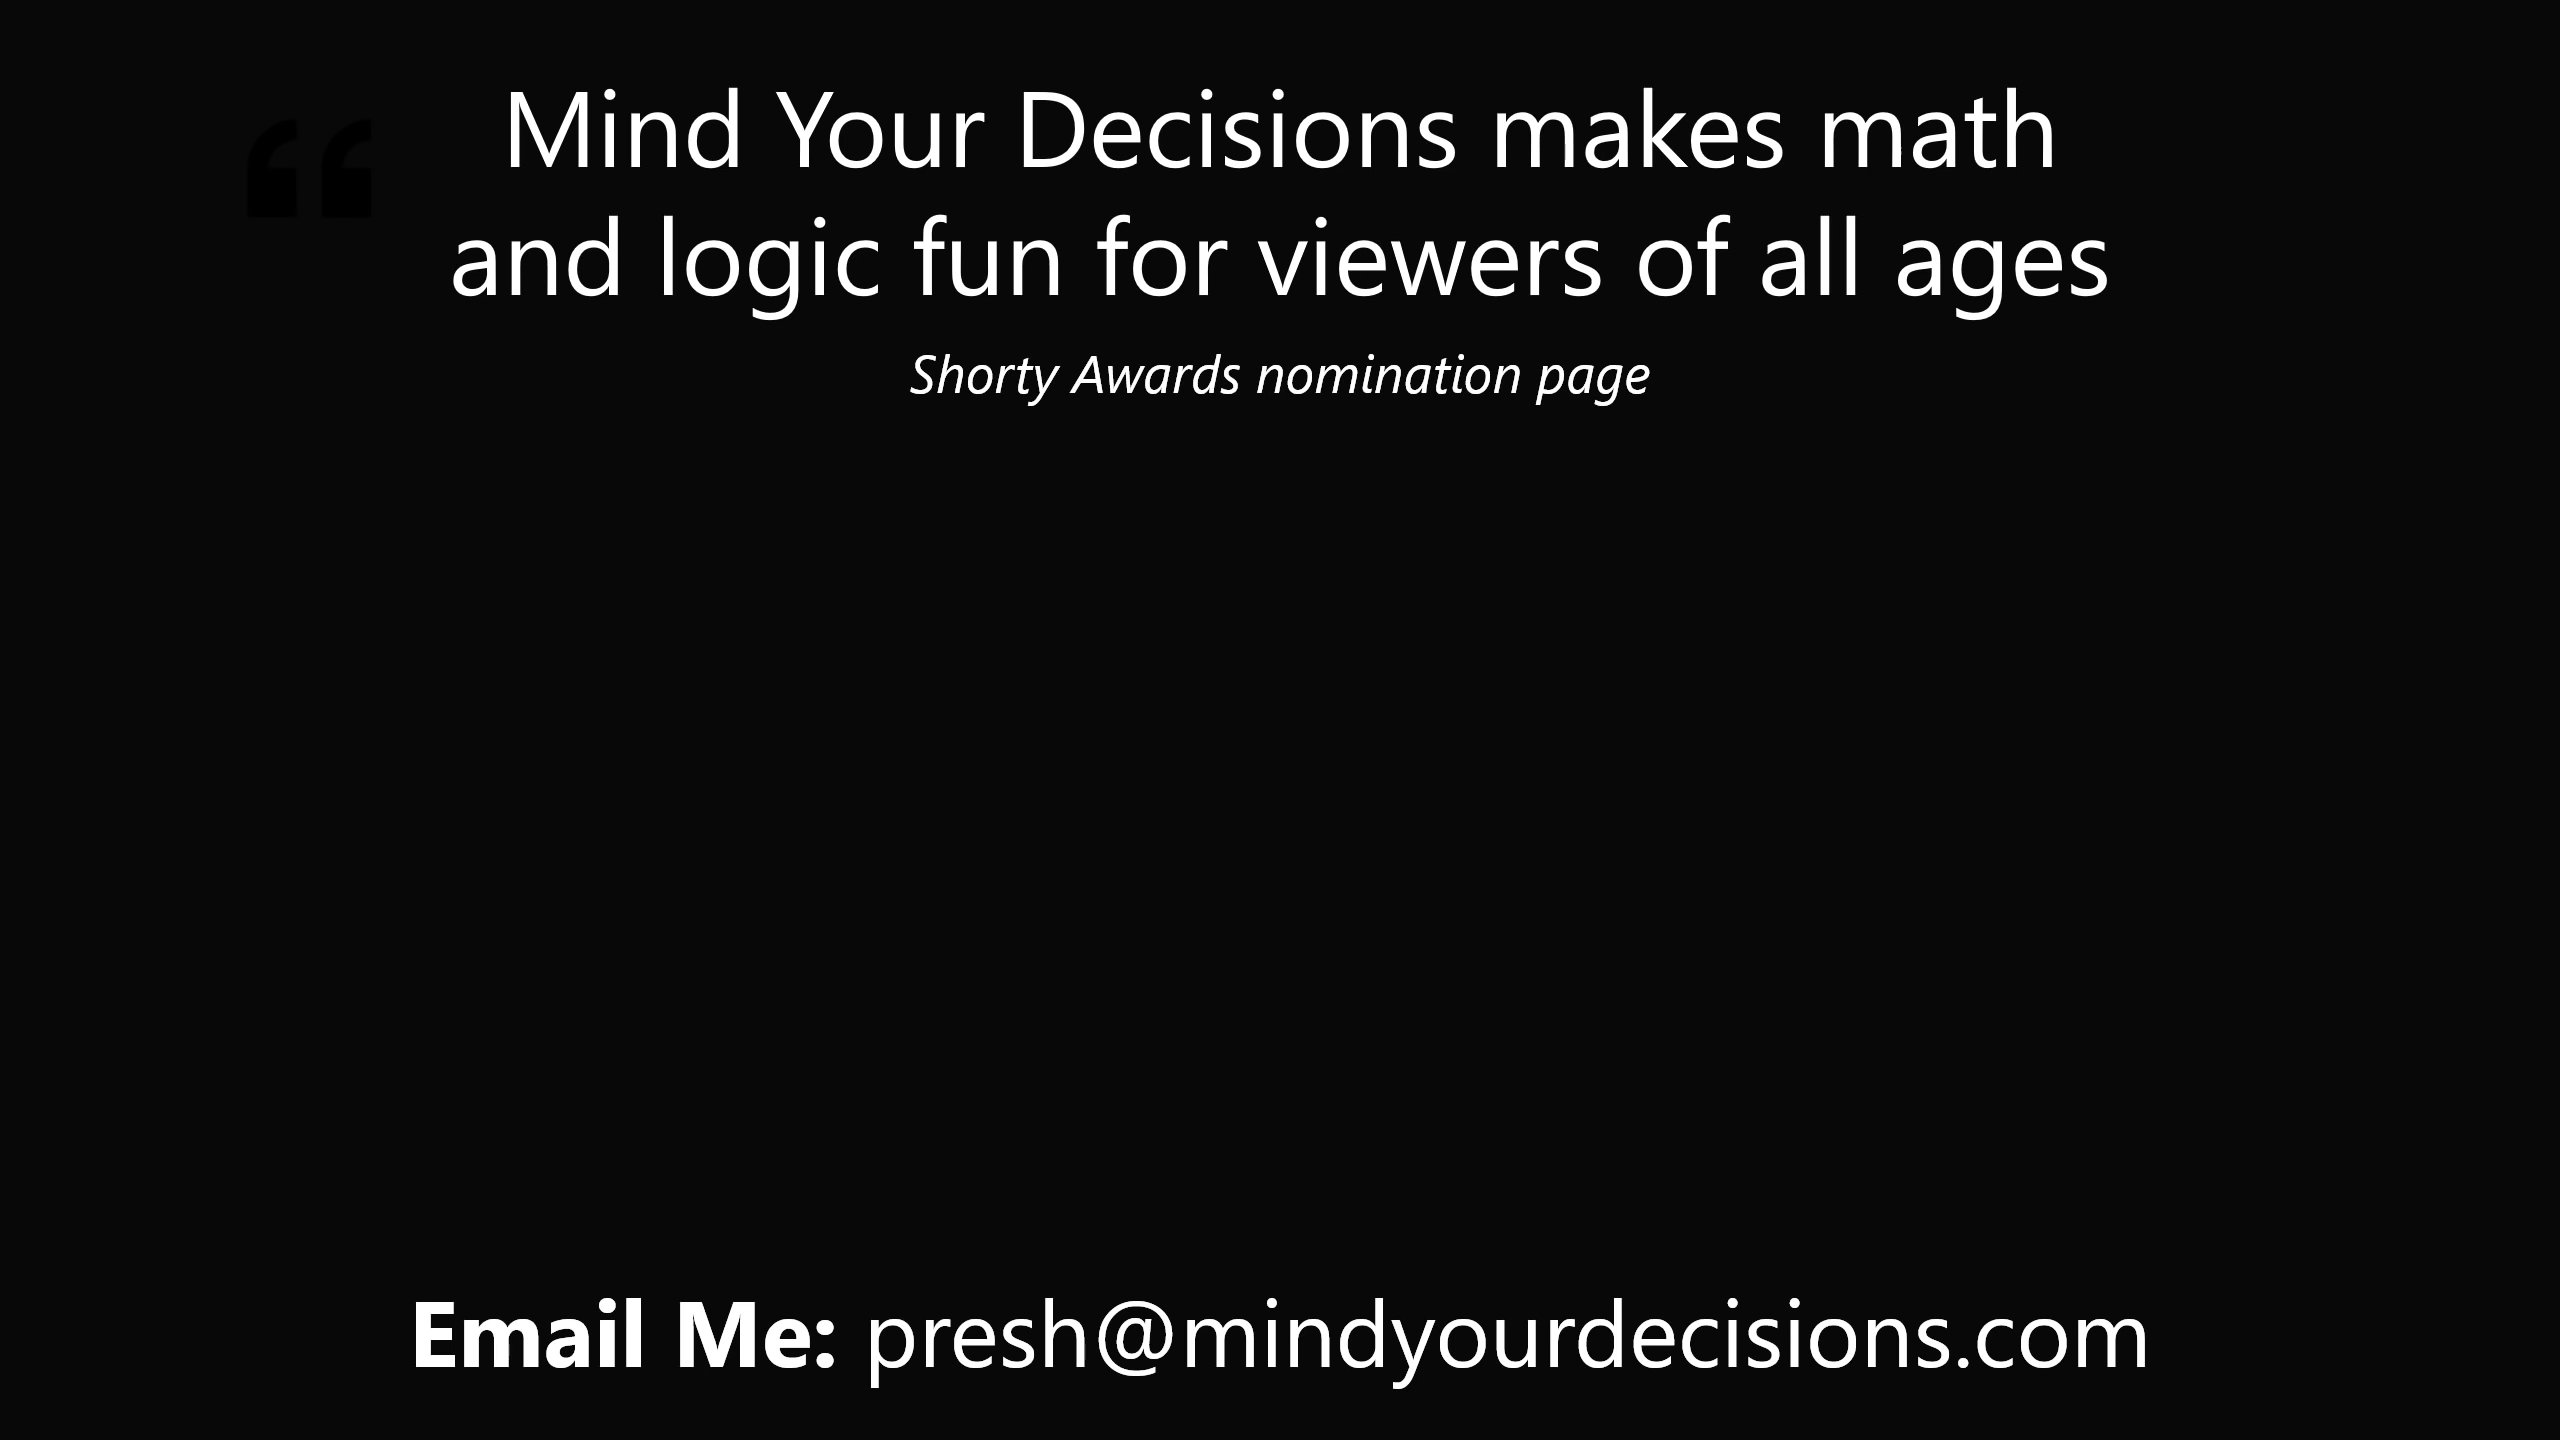 “
Mind Your Decisions makes math
and logic fun for viewers of all ages
Shorty Awards nomination page
Email Me: presh@mindyourdecisions.com